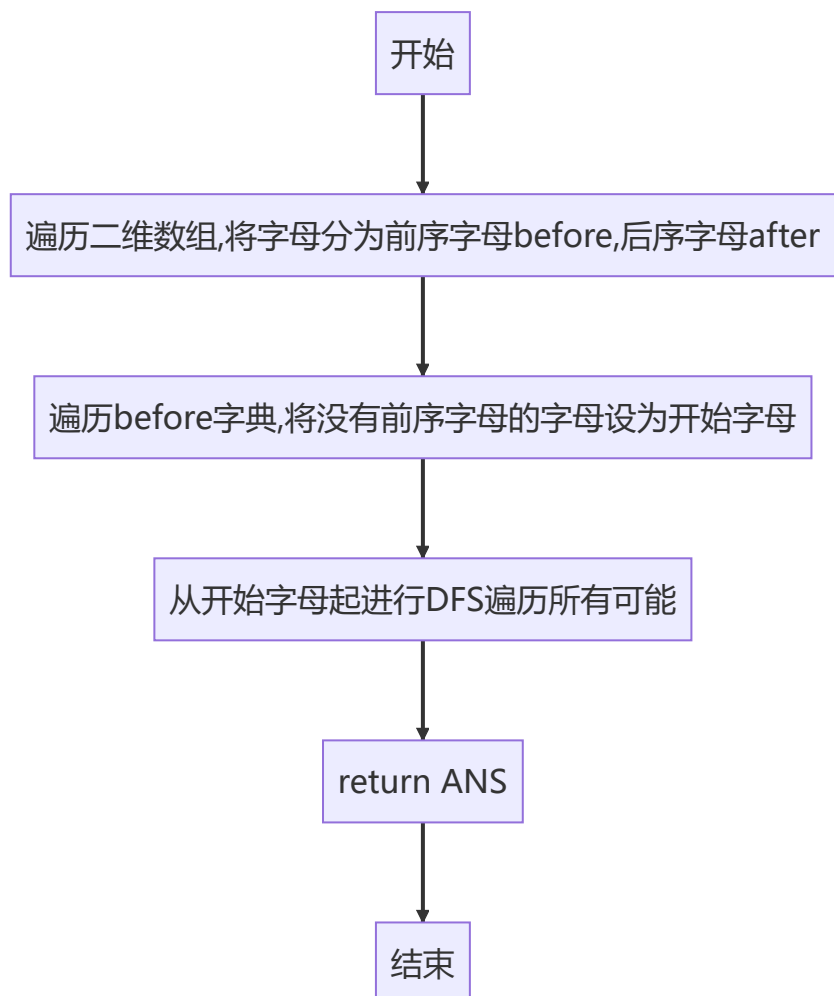 开始
遍历二维数组,将字母分为前序字母before,后序字母after
遍历before字典,将没有前序字母的字母设为开始字母
从开始字母起进行DFS遍历所有可能
return ANS
结束